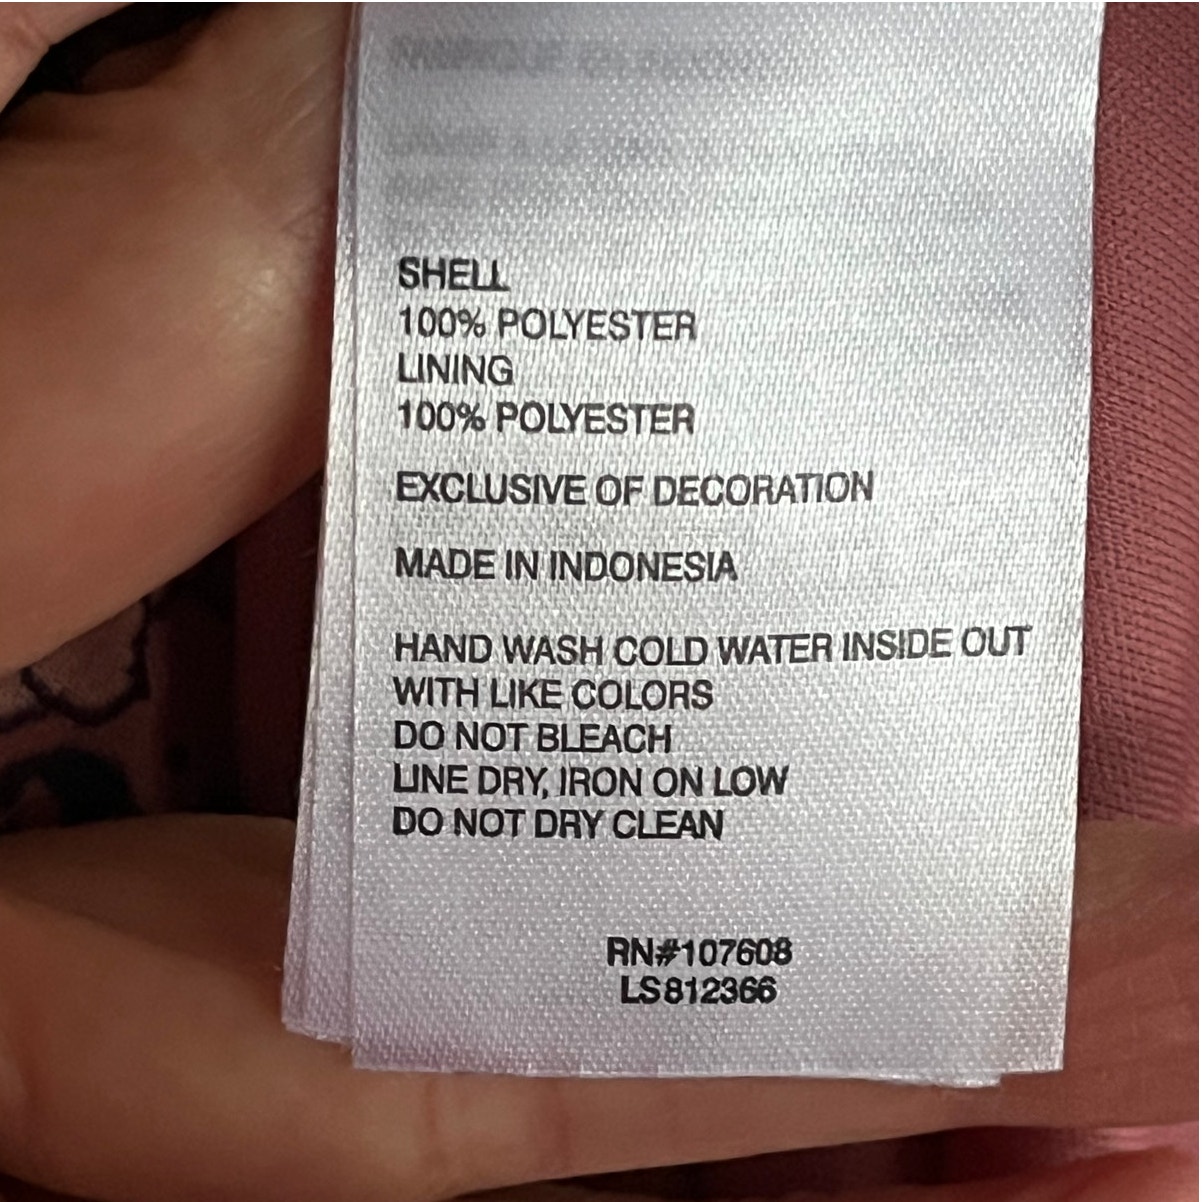 SHELL
100% POLYESTER
LINING
100% POLYESTER
EXCLUSIVE OF DECORATION
MADE IN INDONESIA
HAND WASH COLD WATER INSIDE OUT
WITH LIKE COLORS
DO NOT BLEACH
LINE DRY, IRON ON LOW
DO NOT DRY CLEAN
RN#107608
LS812366